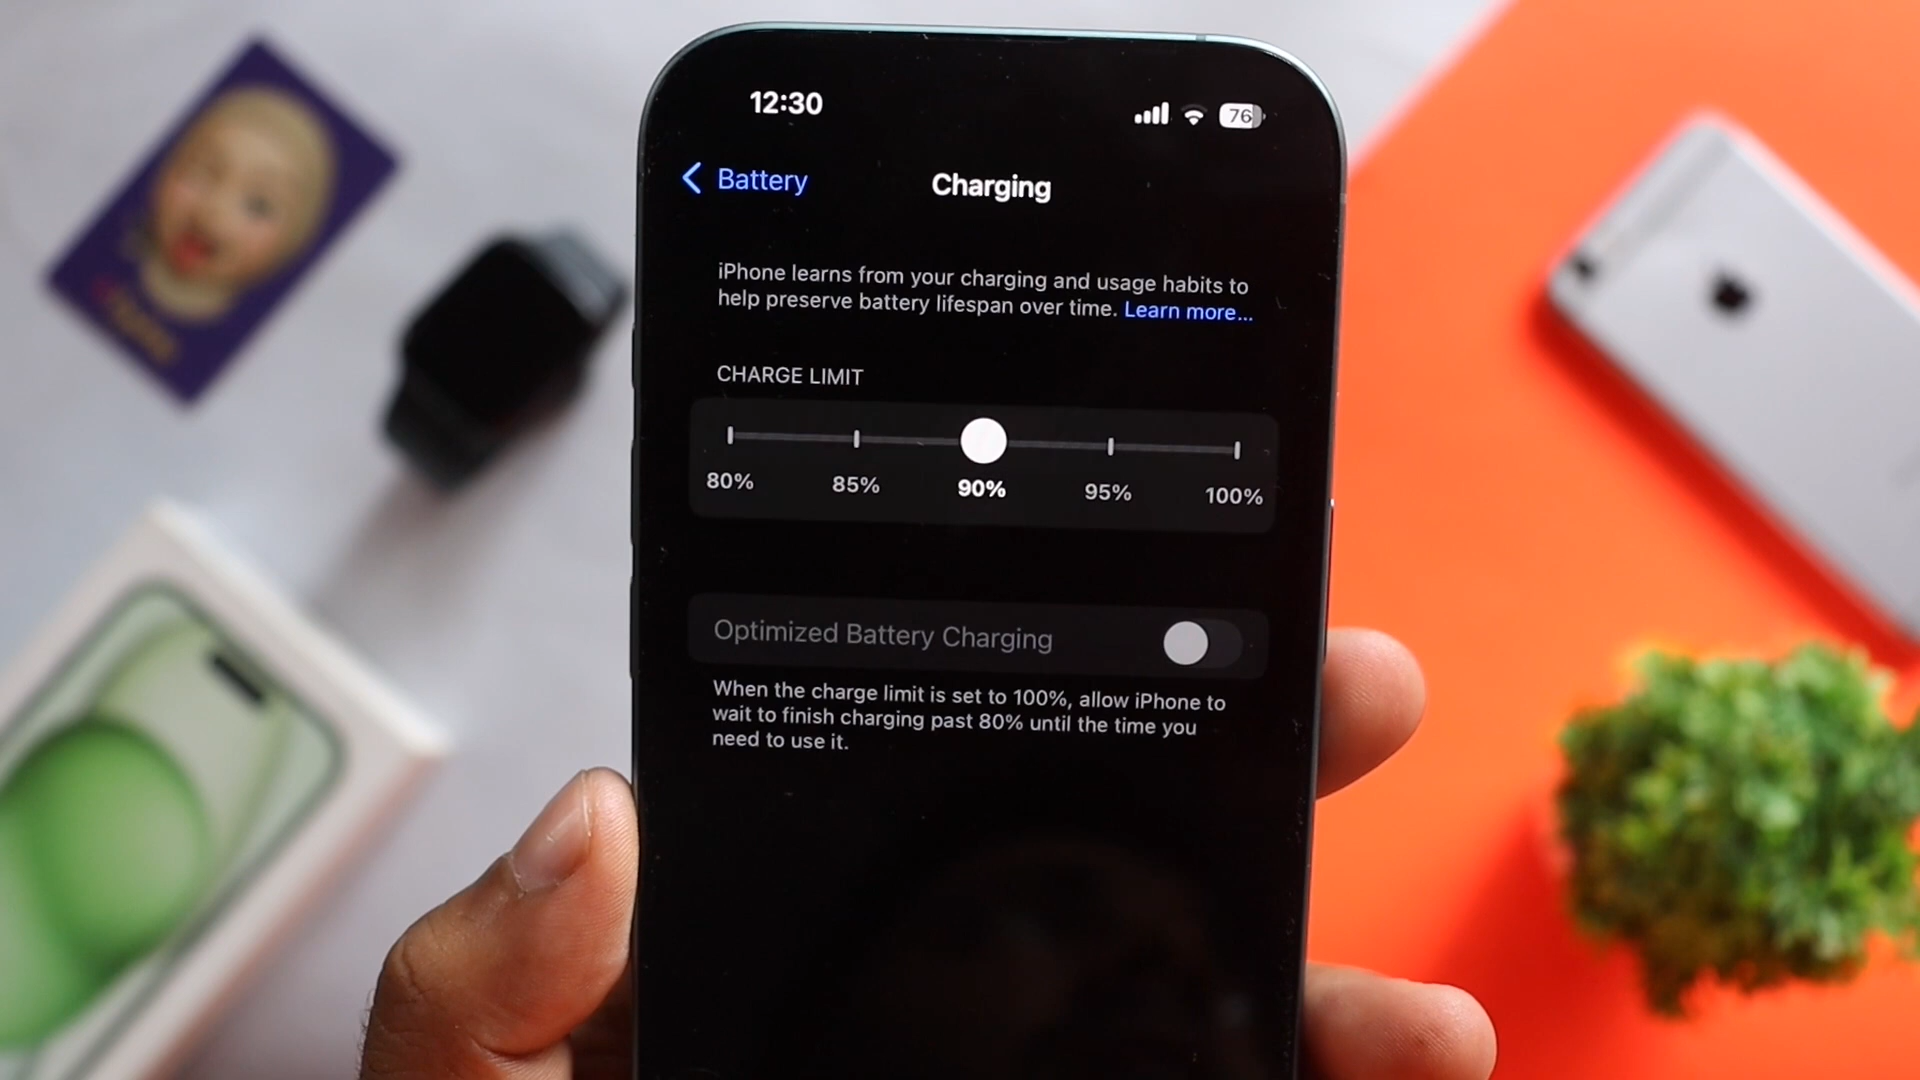 12:30
76
Battery
Charging
iPhone learns from your charging and usage habits to
help preserve battery lifespan over time. Learn more...
CHARGE LIMIT
80%
85%
90%
95%
100%
Optimized Battery Charging
When the charge limit is set to 100%, allow iPhone to
wait to finish charging past 80% until the time you
need to use it.